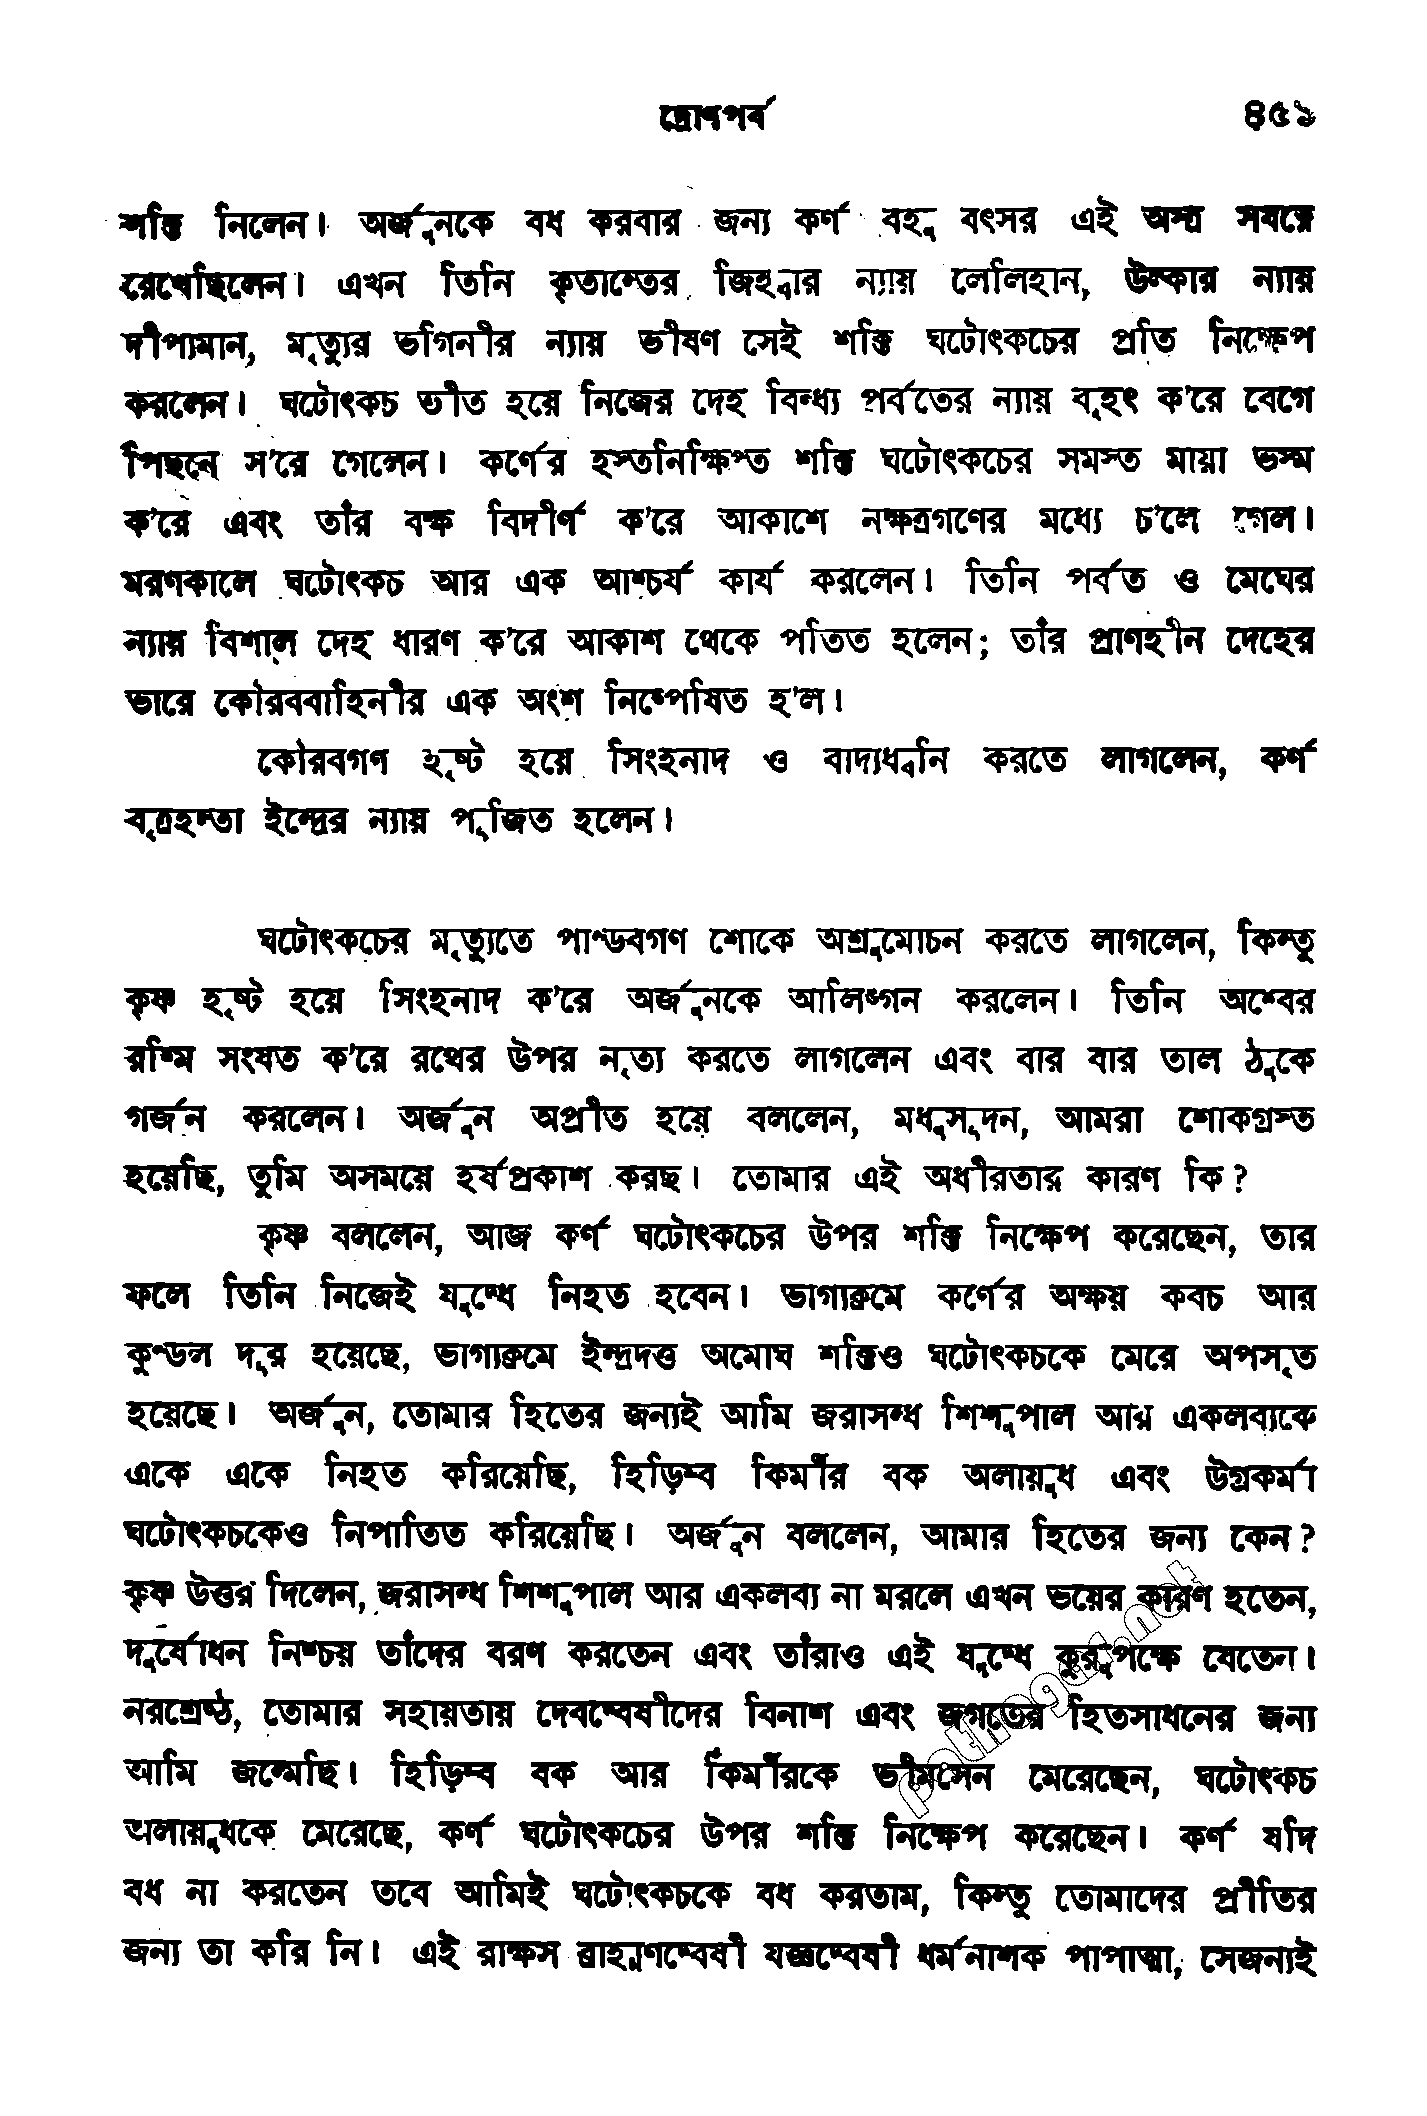 দ্রোণপর্ব ৪৫১
শক্তি নিলেন। অর্জুনকে বধ করবার জন্য কর্ণ বহু বৎসর এই অস্ত্র সযত্নে
রেখেছিলেন। এখন তিনি কৃতান্তের জিহ্বার ন্যায় লেলিহান, উল্কার ন্যায়
দীপ্যমান, মৃত্যুর ভগিনীর ন্যায় ভীষণ সেই শক্তি ঘটোৎকচের প্রতি নিক্ষেপ
করলেন। ঘটোৎকচ ভীত হয়ে নিজের দেহ বিন্ধ্য পর্বতের ন্যায় বৃহৎ ক'রে বেগে
পিছনে স'রে গেলেন। কর্ণের হস্তনিক্ষিপ্ত শক্তি ঘটোৎকচের সমস্ত মায়া ভস্ম
ক'রে এবং তাঁর বক্ষ বিদীর্ণ ক'রে আকাশে নক্ষত্রগণের মধ্যে চ'লে গেল।
মরণকালে ঘটোৎকচ আর এক আশ্চর্য কার্য করলেন। তিনি পর্বত ও মেঘের
ন্যায় বিশাল দেহ ধারণ ক'রে আকাশ থেকে পতিত হলেন; তাঁর প্রাণহীন দেহের
ভারে কৌরববাহিনীর এক অংশ নিষ্পেষিত হ'ল।
কৌরবগণ হৃষ্ট হয়ে সিংহনাদ ও বাদ্যধ্বনি করতে লাগলেন, কর্ণ
বৃত্রহন্তা ইন্দ্রের ন্যায় পূজিত হলেন।
ঘটোৎকচের মৃত্যুতে পাণ্ডবগণ শোকে অশ্রুমোচন করতে লাগলেন, কিন্তু
কৃষ্ণ হৃষ্ট হয়ে সিংহনাদ ক'রে অর্জুনকে আলিঙ্গন করলেন। তিনি অশ্বের
রশ্মি সংযত ক'রে রথের উপর নৃত্য করতে লাগলেন এবং বার বার তাল ঠুকে
গর্জন করলেন। অর্জুন অপ্রীত হয়ে বললেন, মধুসূদন, আমরা শোকগ্রস্ত
হয়েছি, তুমি অসময়ে হর্ষপ্রকাশ করছ। তোমার এই অধীরতার কারণ কি?
কৃষ্ণ বললেন, আজ কর্ণ ঘটোৎকচের উপর শক্তি নিক্ষেপ করেছেন, তার
ফলে তিনি নিজেই যুদ্ধে নিহত হবেন। ভাগ্যক্রমে কর্ণের অক্ষয় কবচ আর
কুণ্ডল দূর হয়েছে, ভাগ্যক্রমে ইন্দ্রদত্ত অমোঘ শক্তিও ঘটোৎকচকে মেরে অপসৃত
হয়েছে। অর্জুন, তোমার হিতের জন্যই আমি জরাসন্ধ শিশুপাল আর একলব্যকে
একে একে নিহত করিয়েছি, হিড়িম্ব কির্মীর বক অলায়ুধ এবং উগ্রকর্মা
ঘটোৎকচকেও নিপাতিত করিয়েছি। অর্জুন বললেন, আমার হিতের জন্য কেন?
কৃষ্ণ উত্তর দিলেন, জরাসন্ধ শিশুপাল আর একলব্য না মরলে এখন ভয়ের কারণ হতেন,
দুর্যোধন নিশ্চয় তাঁদের বরণ করতেন এবং তাঁরাও এই যুদ্ধে কুরুপক্ষে যেতেন।
নরশ্রেষ্ঠ, তোমার সহায়তায় দেবদ্বেষীদের বিনাশ এবং জগতের হিতসাধনের জন্য
আমি জন্মেছি। হিড়িম্ব বক আর কির্মীরকে ভীমসেন মেরেছেন, ঘটোৎকচ
অলায়ুধকে মেরেছে, কর্ণ ঘটোৎকচের উপর শক্তি নিক্ষেপ করেছেন। কর্ণ যদি
বধ না করতেন তবে আমিই ঘটোৎকচকে বধ করতাম, কিন্তু তোমাদের প্রীতির
জন্য তা করি নি। এই রাক্ষস ব্রাহ্মণদ্বেষী যজ্ঞদ্বেষী ধর্মনাশক পাপাত্মা, সেজন্যই
pathagar.net